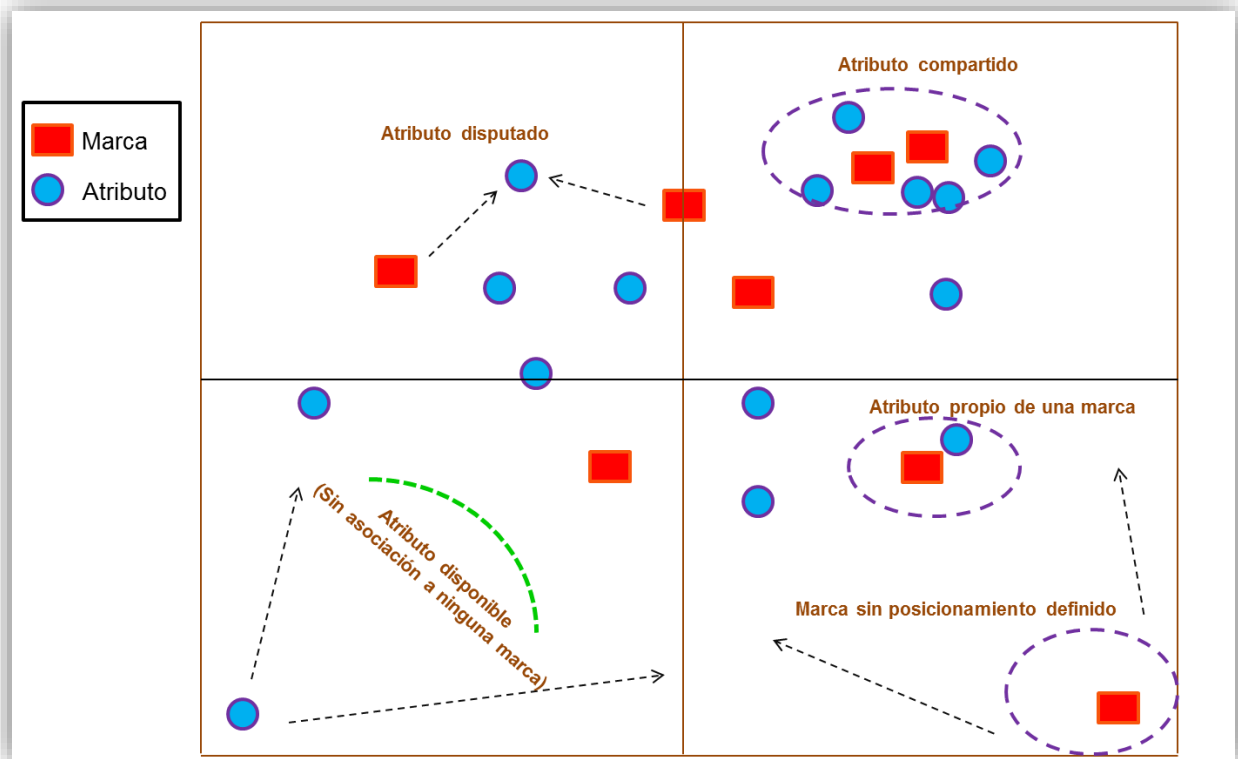 Atributo compartido
Marca
Atributo
Atributo disputado
Atributo propio de una marca
Atributo disponible
(Sin asociación a ninguna marca)
Marca sin posicionamiento definido